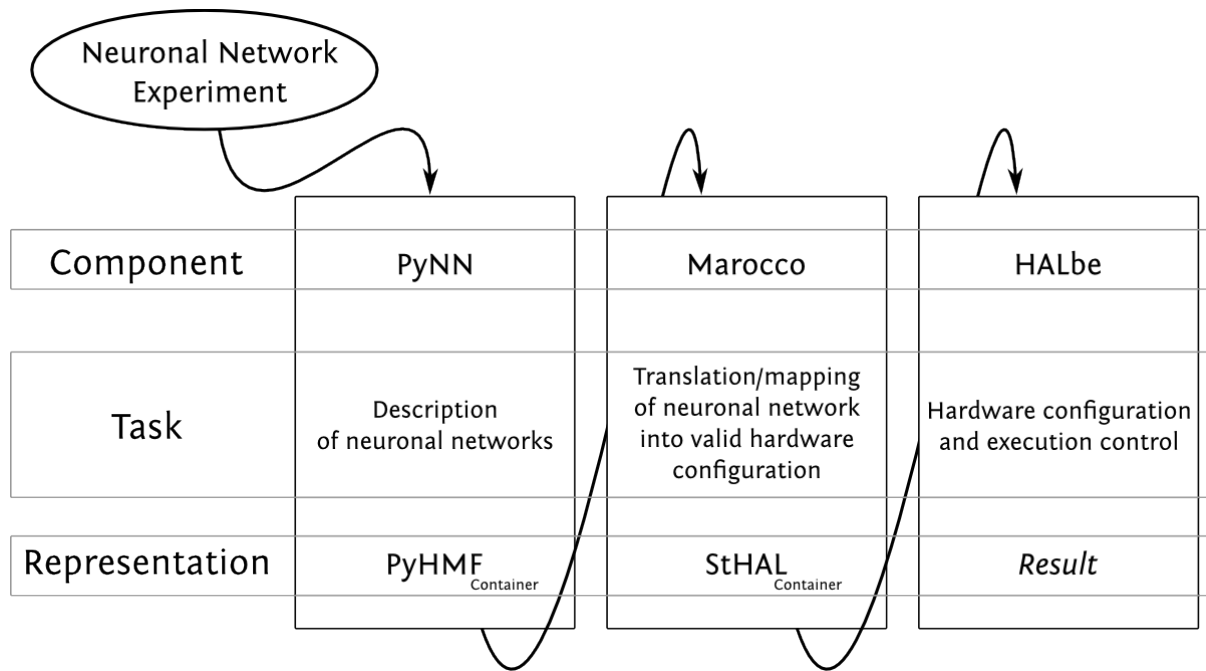 Neuronal Network
Experiment
Component
PyNN
Marocco
HALbe
Task
Description
of neuronal networks
Translation/mapping
of neuronal network
into valid hardware
configuration
Hardware configuration
and execution control
Representation
PyHMF Container
StHAL Container
Result